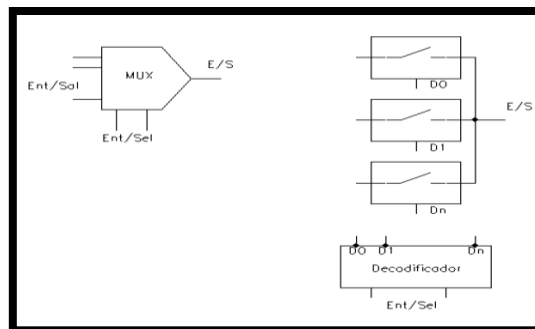 MUX
E/S
Ent/Sal
Ent/Sel
D0
E/S
D1
Dn
D0 D1 Dn
Decodificador
Ent/Sel